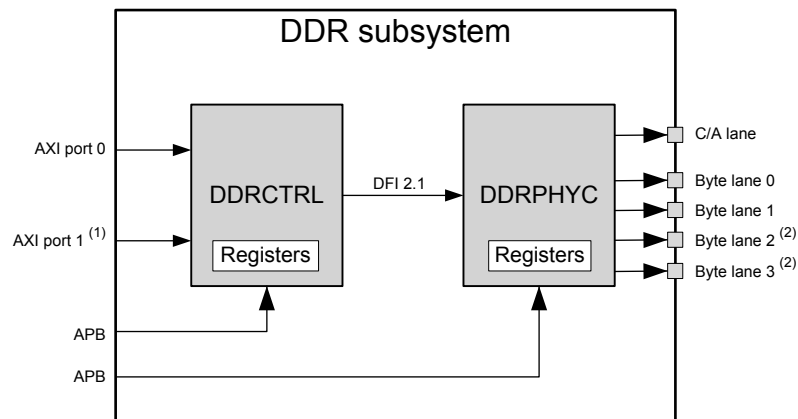 DDR subsystem
AXI port 0
AXI port 1 (1)
APB
APB
DDRCTRL
Registers
DFI 2.1
DDRPHYC
Registers
C/A lane
Byte lane 0
Byte lane 1
Byte lane 2 (2)
Byte lane 3 (2)